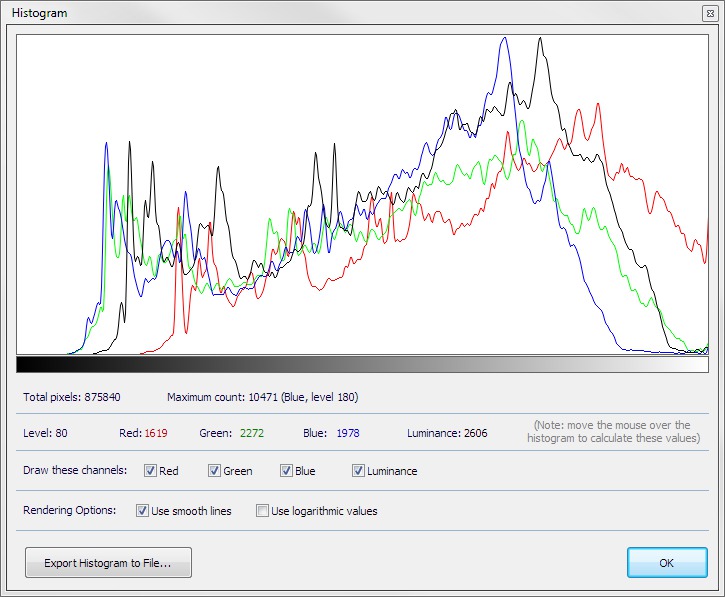 Histogram
Total pixels: 875840 Maximum count: 10471 (Blue, level 180)
Level: 80 Red: 1619 Green: 2272 Blue: 1978 Luminance: 2606 (Note: move the mouse over the
histogram to calculate these values)
Draw these channels: Red Green Blue Luminance
Rendering Options: Use smooth lines Use logarithmic values
Export Histogram to File... OK